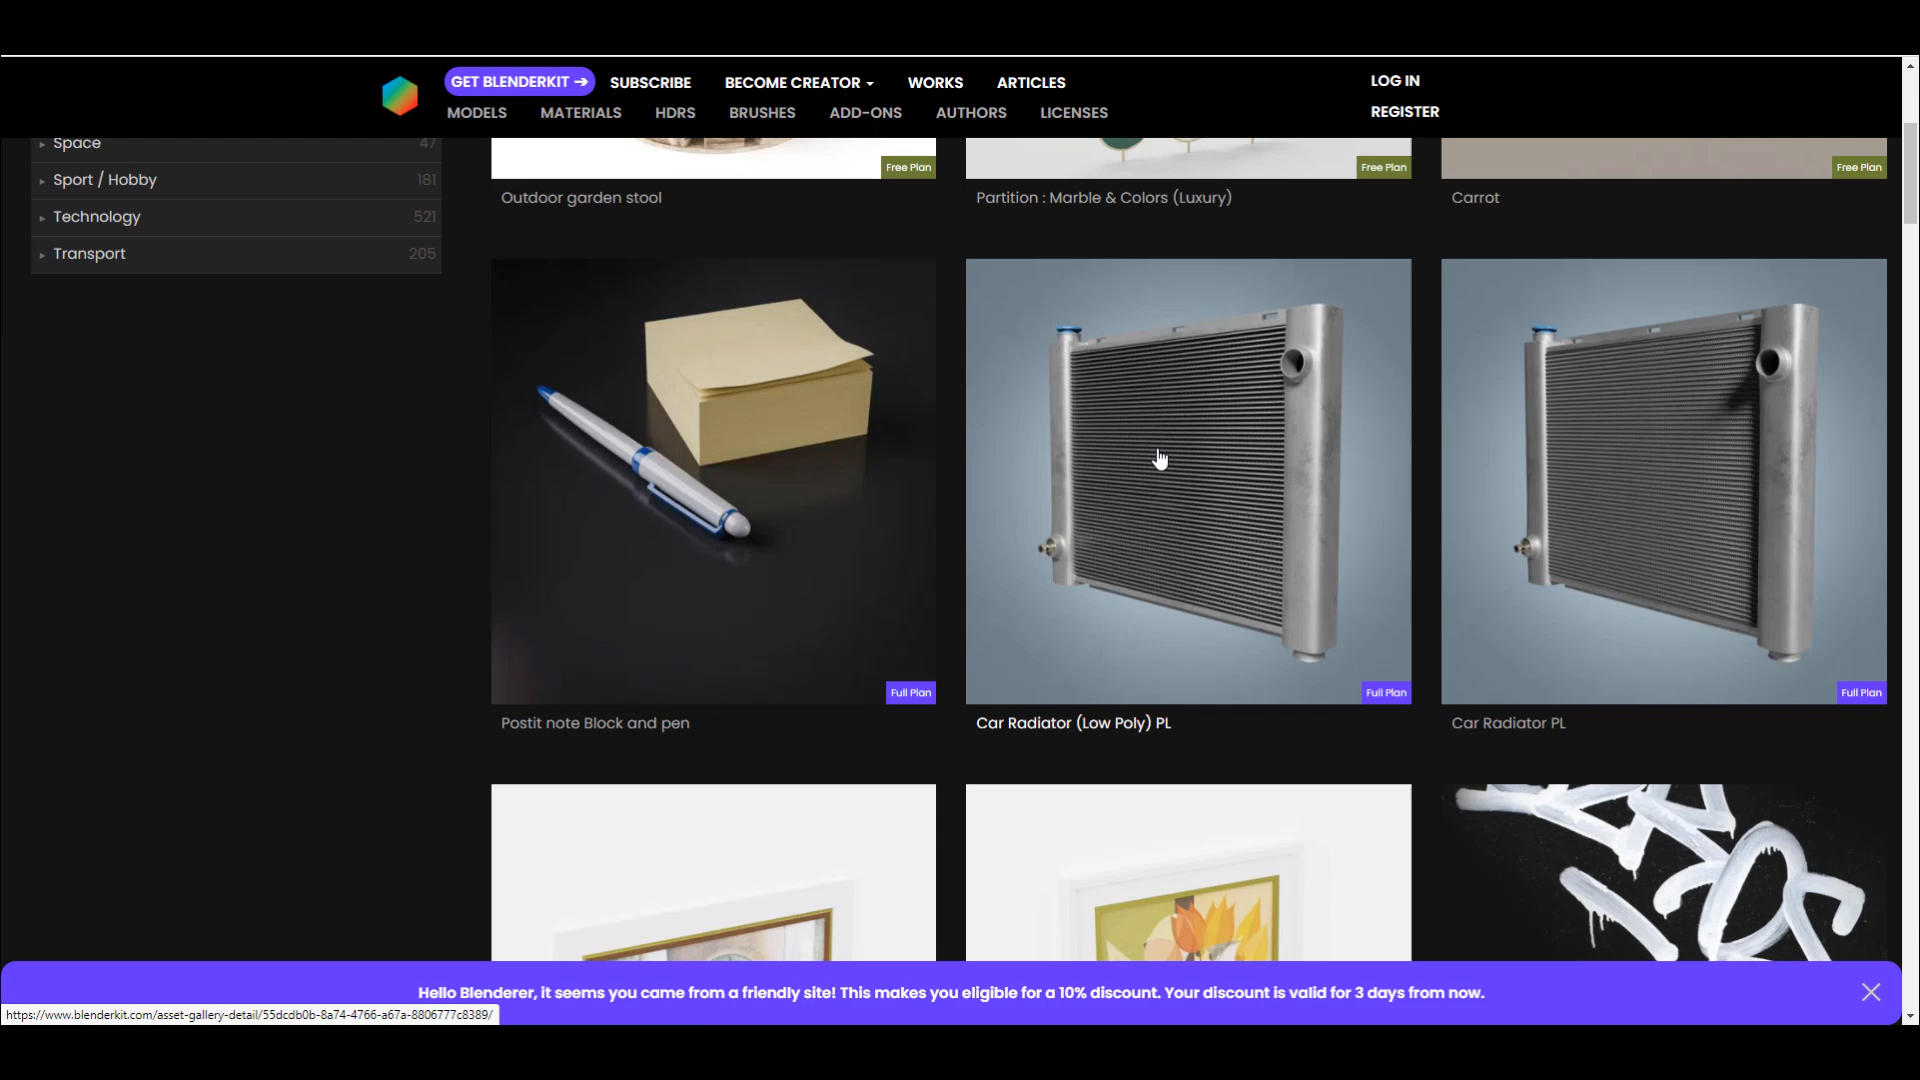 GET BLENDERKIT ➔ SUBSCRIBE BECOME CREATOR WORKS ARTICLES LOG IN
MODELS MATERIALS HDRS BRUSHES ADD-ONS AUTHORS LICENSES REGISTER
Space 47
Sport / Hobby 181
Technology 521
Transport 205
Free Plan Free Plan Free Plan
Outdoor garden stool Partition : Marble & Colors (Luxury) Carrot
Full Plan Full Plan Full Plan
Postit note Block and pen Car Radiator (Low Poly) PL Car Radiator PL
Hello Blenderer, it seems you came from a friendly site! This makes you eligible for a 10% discount. Your discount is valid for 3 days from now.
https://www.blenderkit.com/asset-gallery-detail/55dcdb0b-8a74-4766-a67a-8806777c8389/